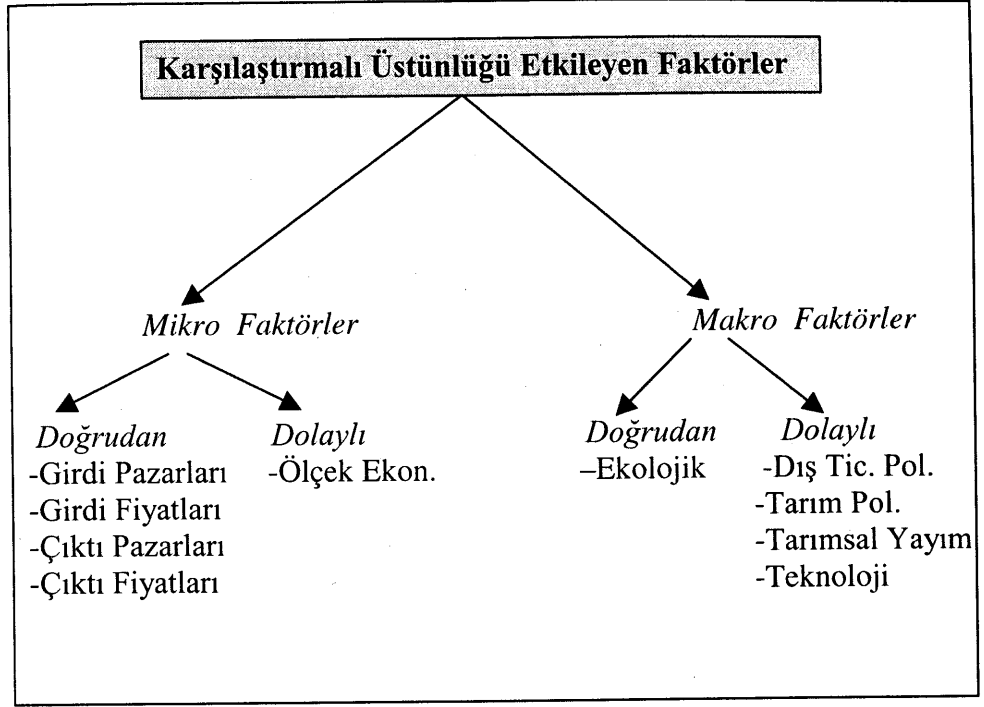 Karşılaştırmalı Üstünlüğü Etkileyen Faktörler
Mikro Faktörler
Makro Faktörler
Doğrudan
-Girdi Pazarları
-Girdi Fiyatları
-Çıktı Pazarları
-Çıktı Fiyatları
Dolaylı
-Ölçek Ekon.
Doğrudan
–Ekolojik
Dolaylı
-Dış Tic. Pol.
-Tarım Pol.
-Tarımsal Yayım
-Teknoloji